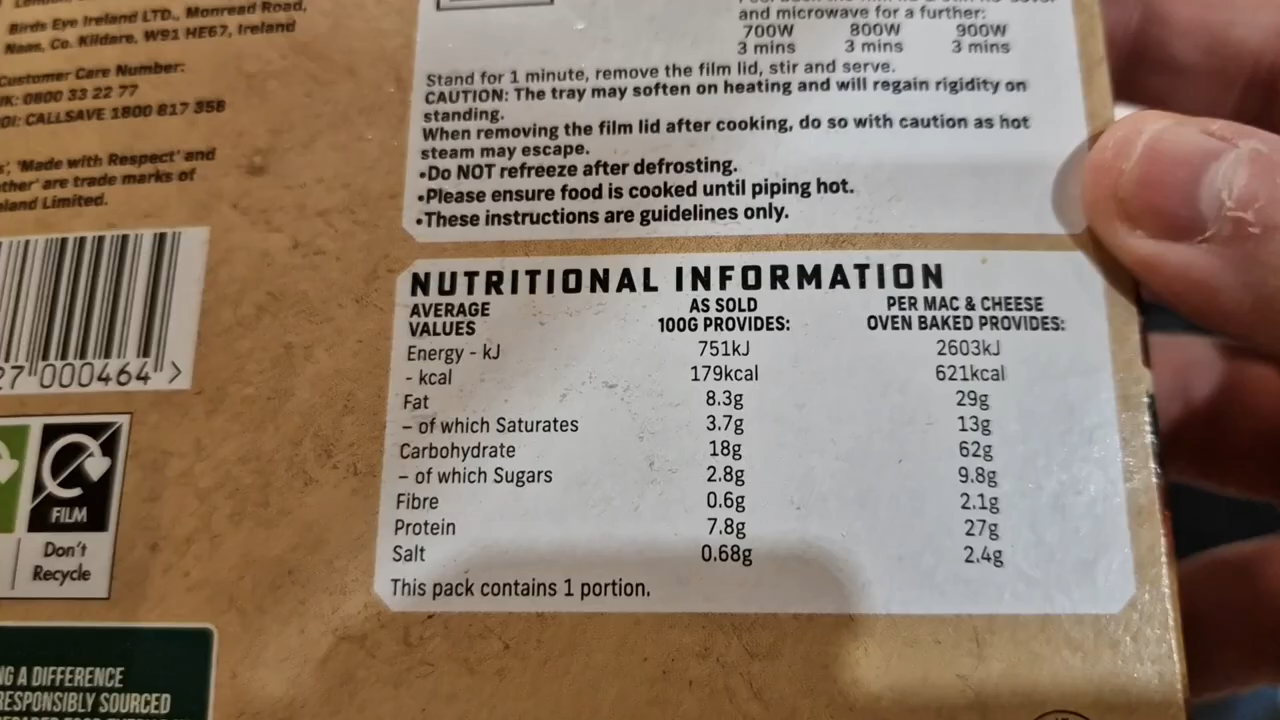 Birds Eye Ireland LTD., Monread Road,
Naas, Co. Kildare, W91 HE67, Ireland
Customer Care Number:
UK: 0800 33 22 77
ROI: CALLSAVE 1800 817 358
'Made with Respect' and
are trade marks of
Limited.
000464 >
FILM
Don't
Recycle
A DIFFERENCE
RESPONSIBLY SOURCED
and microwave for a further:
700W 800W 900W
3 mins 3 mins 3 mins
Stand for 1 minute, remove the film lid, stir and serve.
CAUTION: The tray may soften on heating and will regain rigidity on
standing.
When removing the film lid after cooking, do so with caution as hot
steam may escape.
•Do NOT refreeze after defrosting.
•Please ensure food is cooked until piping hot.
•These instructions are guidelines only.
NUTRITIONAL INFORMATION
AVERAGE VALUES AS SOLD 100G PROVIDES: PER MAC & CHEESE OVEN BAKED PROVIDES:
Energy - kJ 751kJ 2603kJ
- kcal 179kcal 621kcal
Fat 8.3g 29g
– of which Saturates 3.7g 13g
Carbohydrate 18g 62g
– of which Sugars 2.8g 9.8g
Fibre 0.6g 2.1g
Protein 7.8g 27g
Salt 0.68g 2.4g
This pack contains 1 portion.